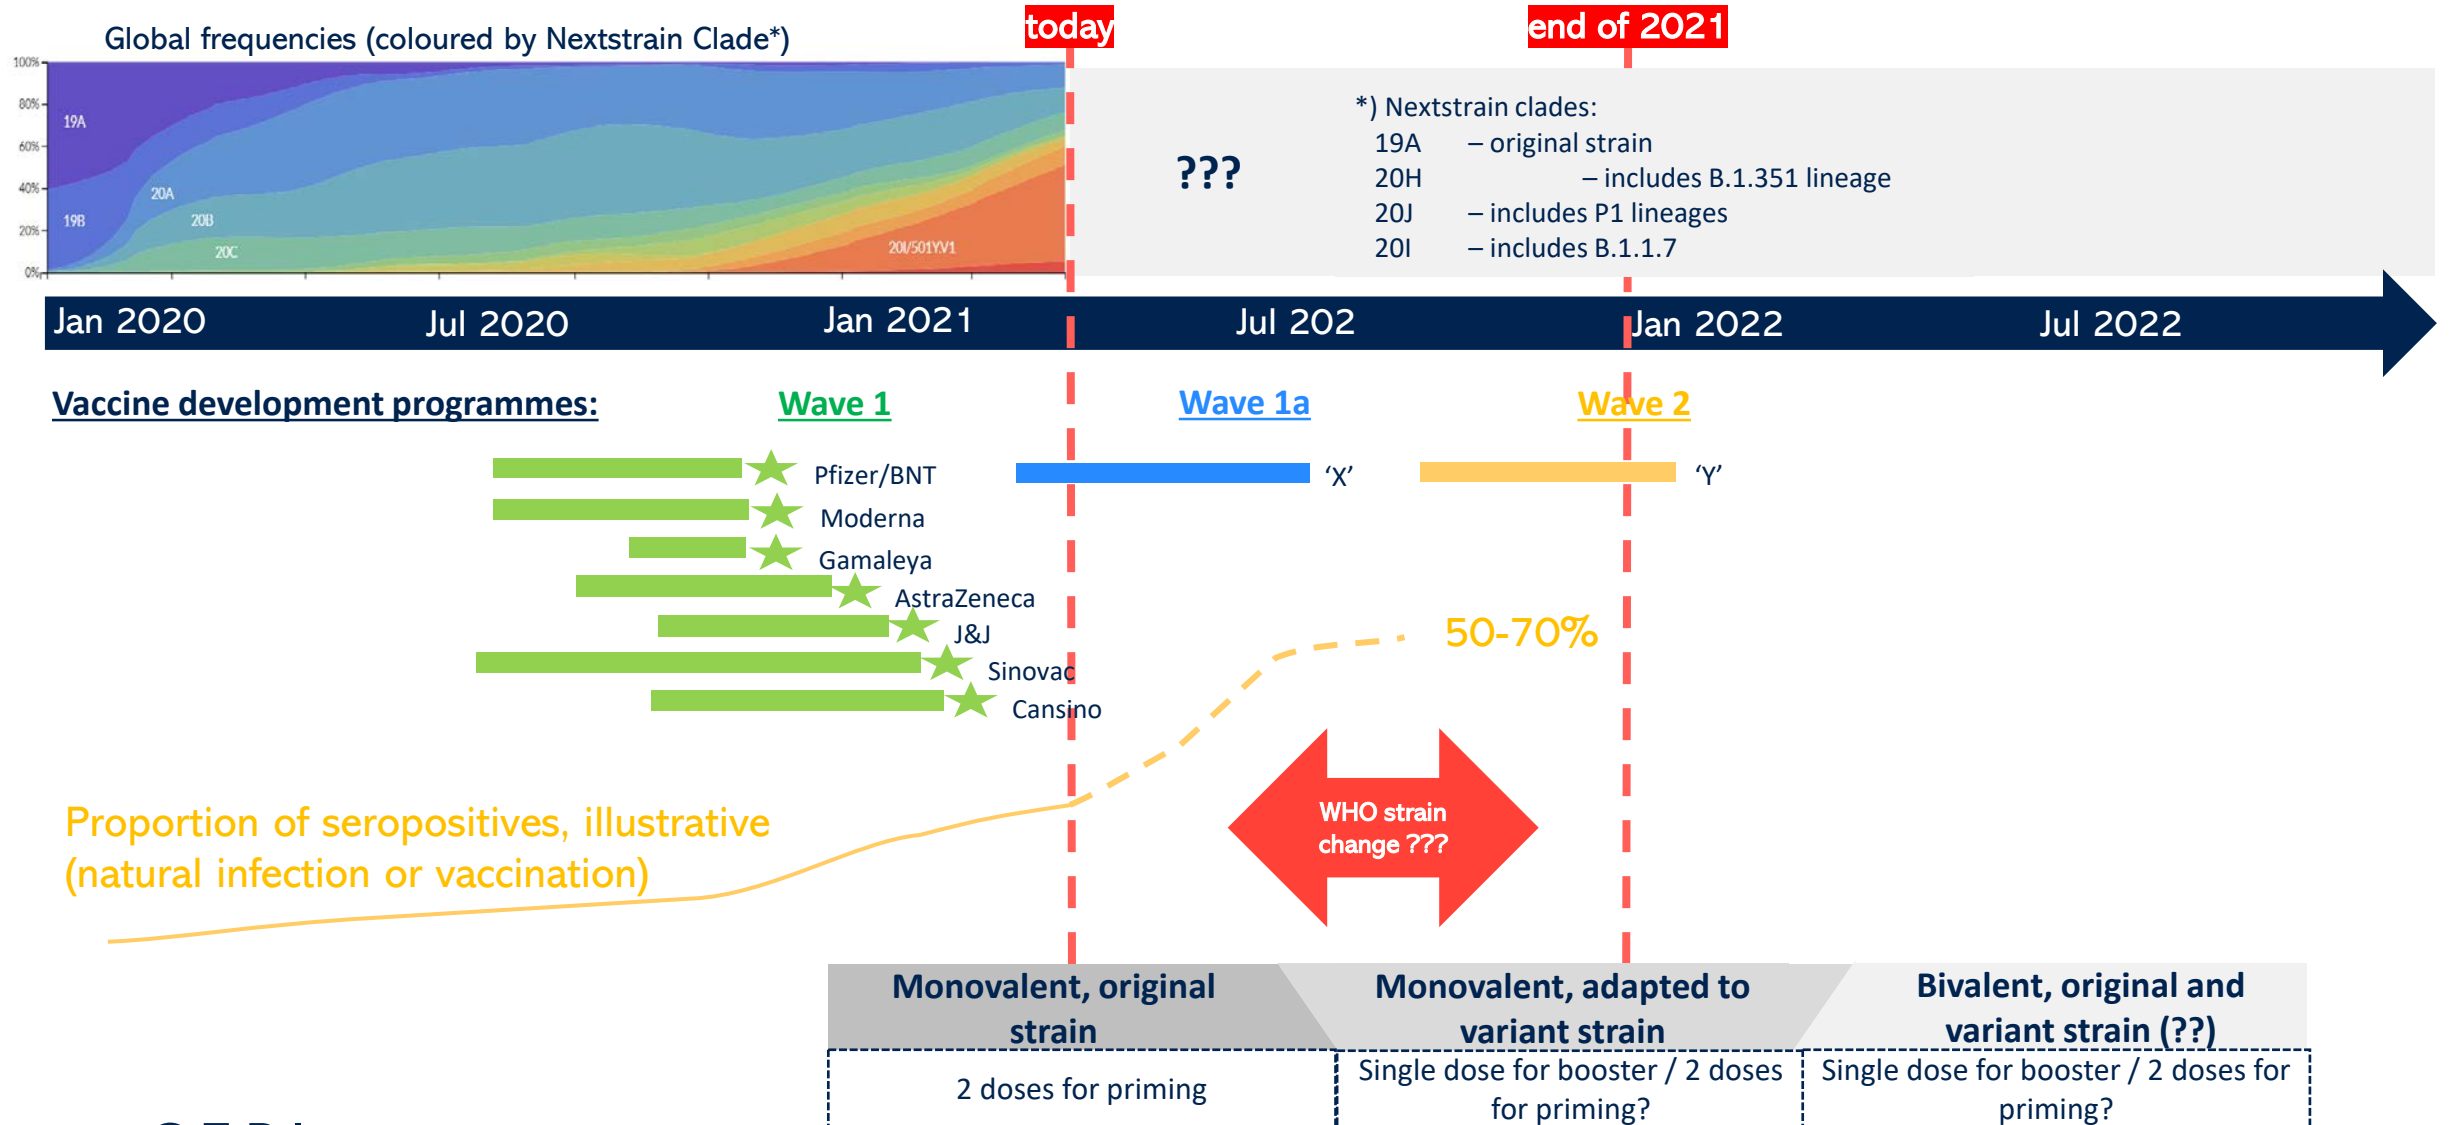 today
end of 2021
Global frequencies (coloured by Nextstrain Clade*)
100%
80%
60%
40%
20%
0%
19A
19B
20A
20B
20C
20I/501Y.V1
???
*) Nextstrain clades:
19A – original strain
20H – includes B.1.351 lineage
20J – includes P1 lineages
20I – includes B.1.1.7
Jan 2020 Jul 2020 Jan 2021 Jul 202 Jan 2022 Jul 2022
Vaccine development programmes: Wave 1 Wave 1a Wave 2
Pfizer/BNT
‘X’
‘Y’
Moderna
Gamaleya
AstraZeneca
J&J
Sinovac
Cansino
50-70%
Proportion of seropositives, illustrative
(natural infection or vaccination)
WHO strain
change ???
Monovalent, original
strain
Monovalent, adapted to
variant strain
Bivalent, original and
variant strain (??)
2 doses for priming
Single dose for booster / 2 doses
for priming?
Single dose for booster / 2 doses for
priming?